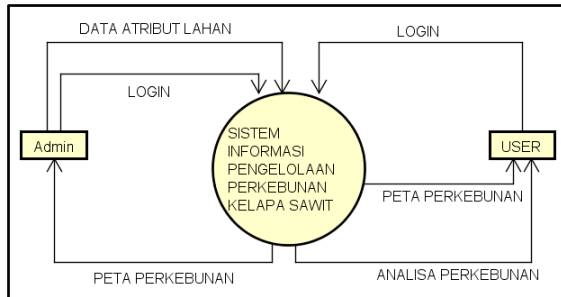 DATA ATRIBUT LAHAN
LOGIN
LOGIN
Admin
SISTEM
INFORMASI
PENGELOLAAN
PERKEBUNAN
KELAPA SAWIT
USER
PETA PERKEBUNAN
PETA PERKEBUNAN
ANALISA PERKEBUNAN